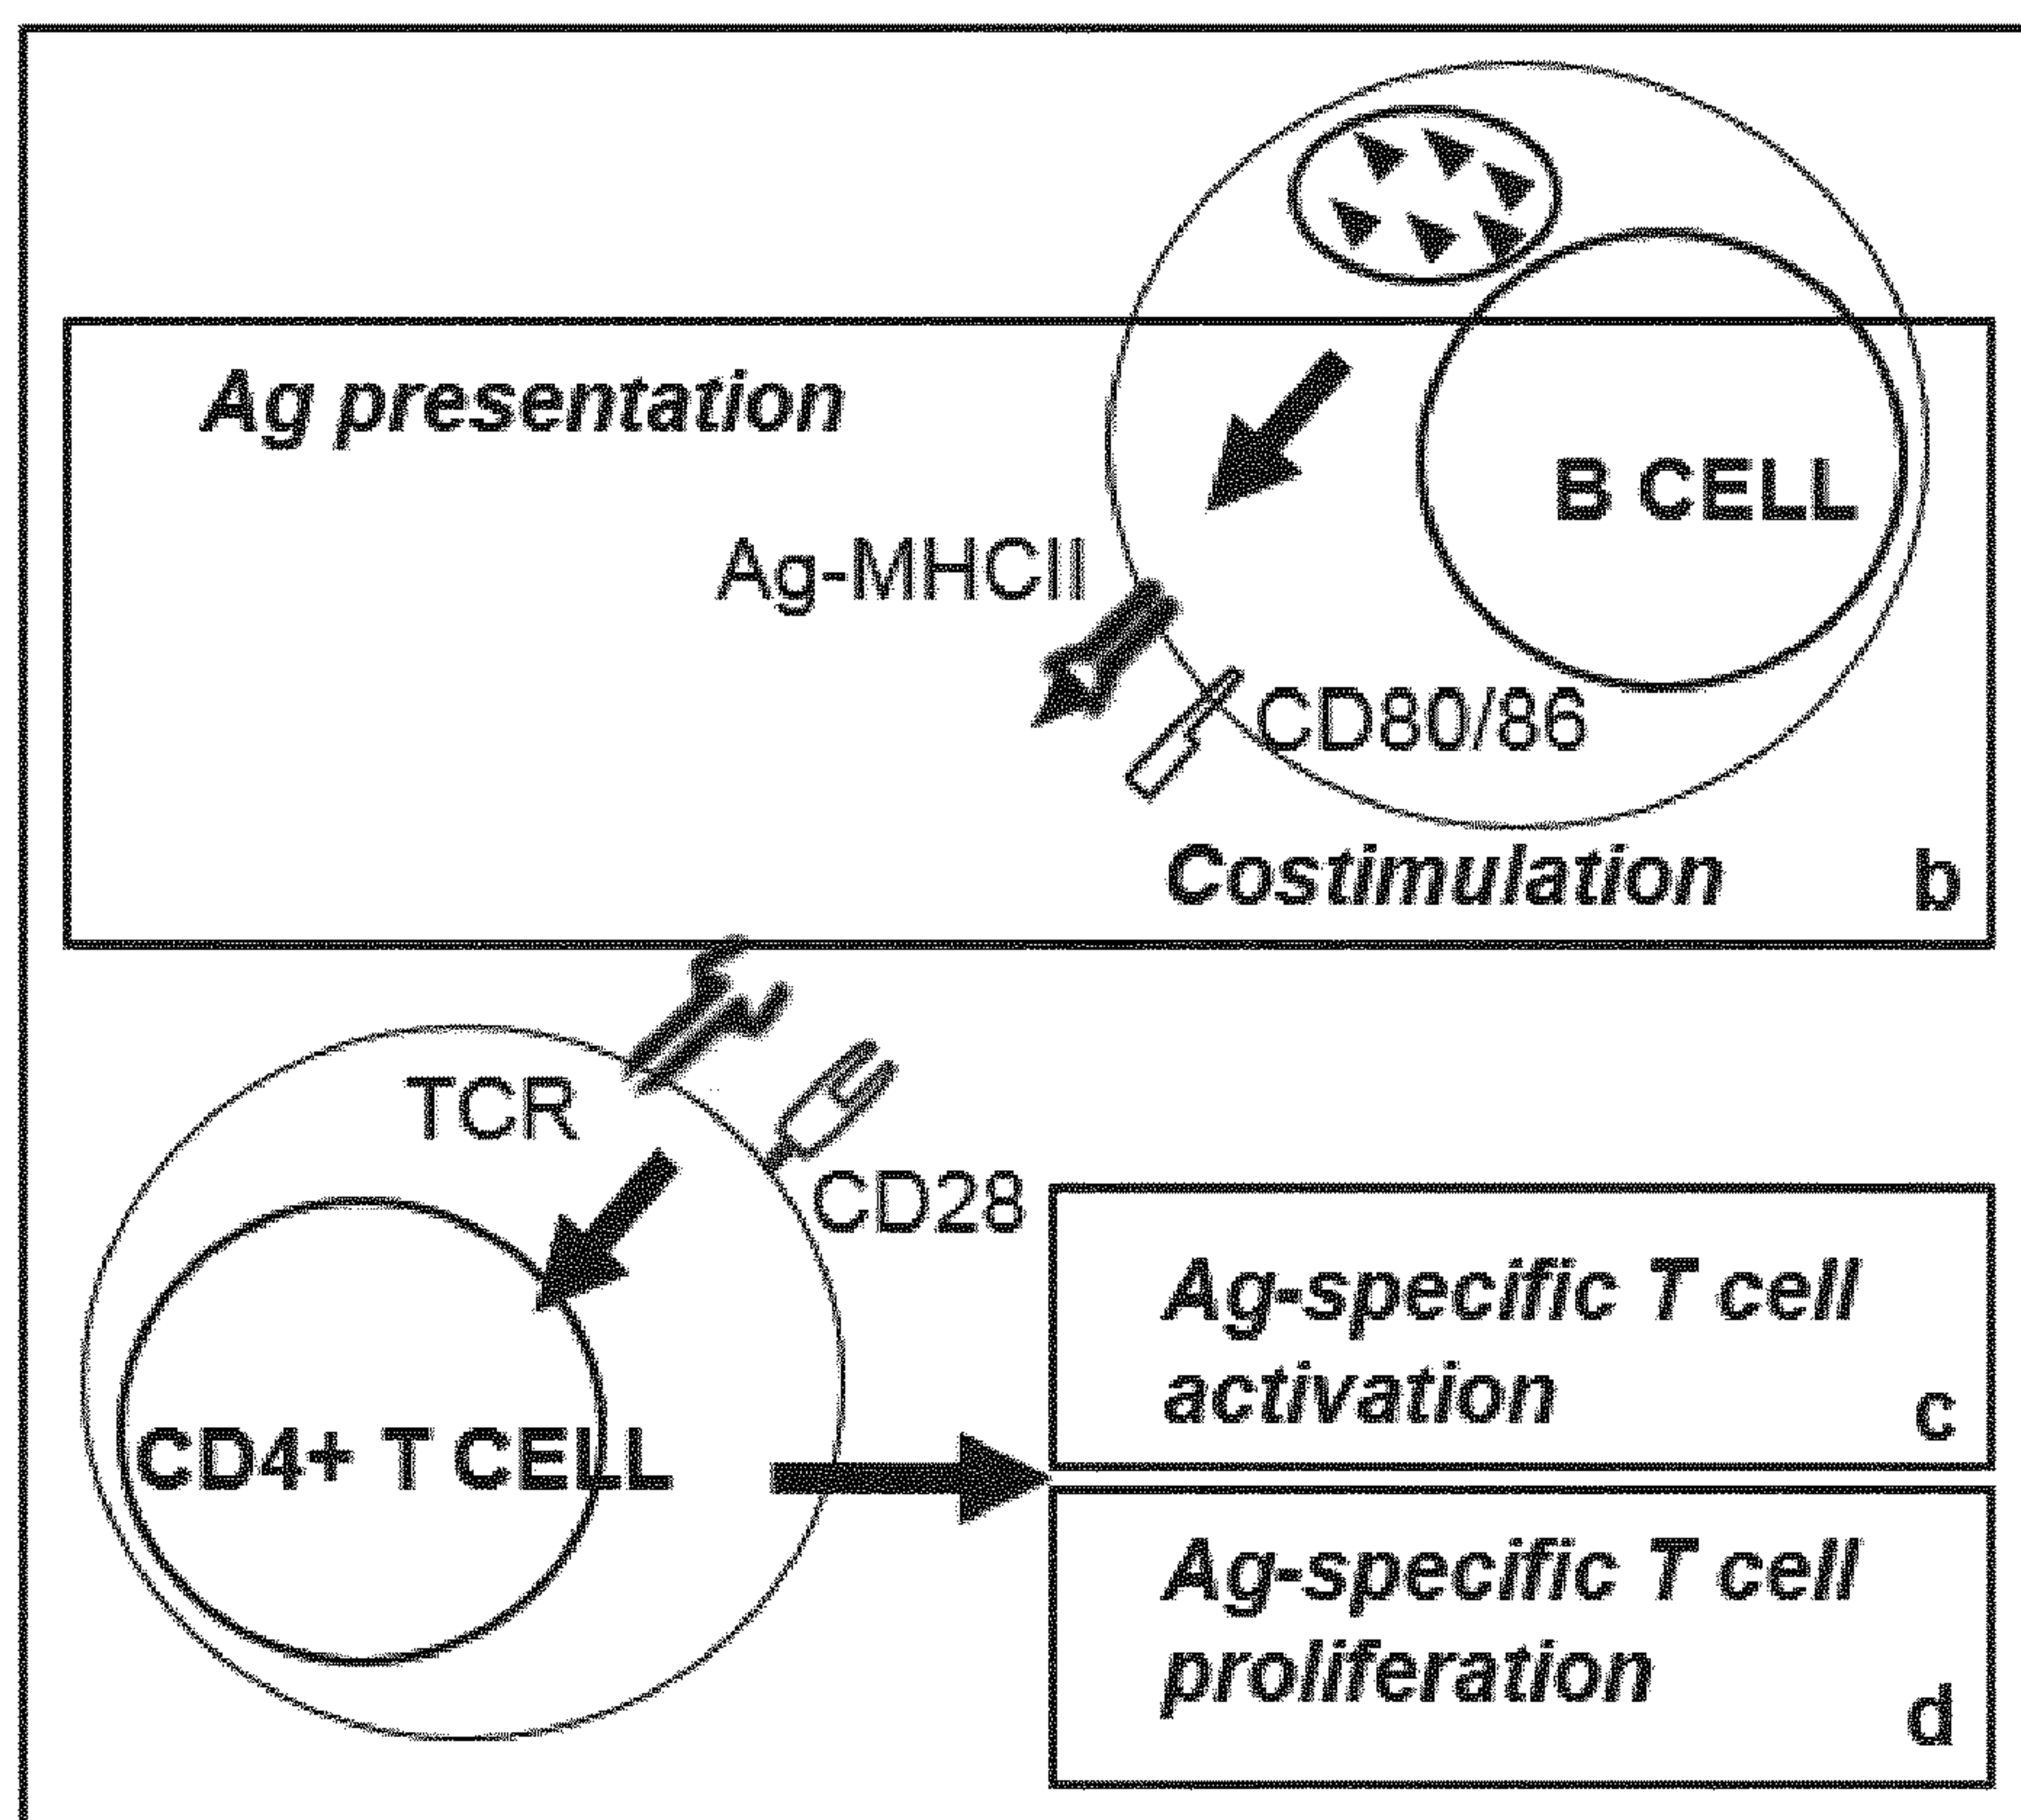 Ag presentation
B CELL
Ag-MHCII
CD80/86
Costimulation
b
TCR
CD28
Ag-specific T cell
activation
c
CD4+ T CELL
Ag-specific T cell
proliferation
d